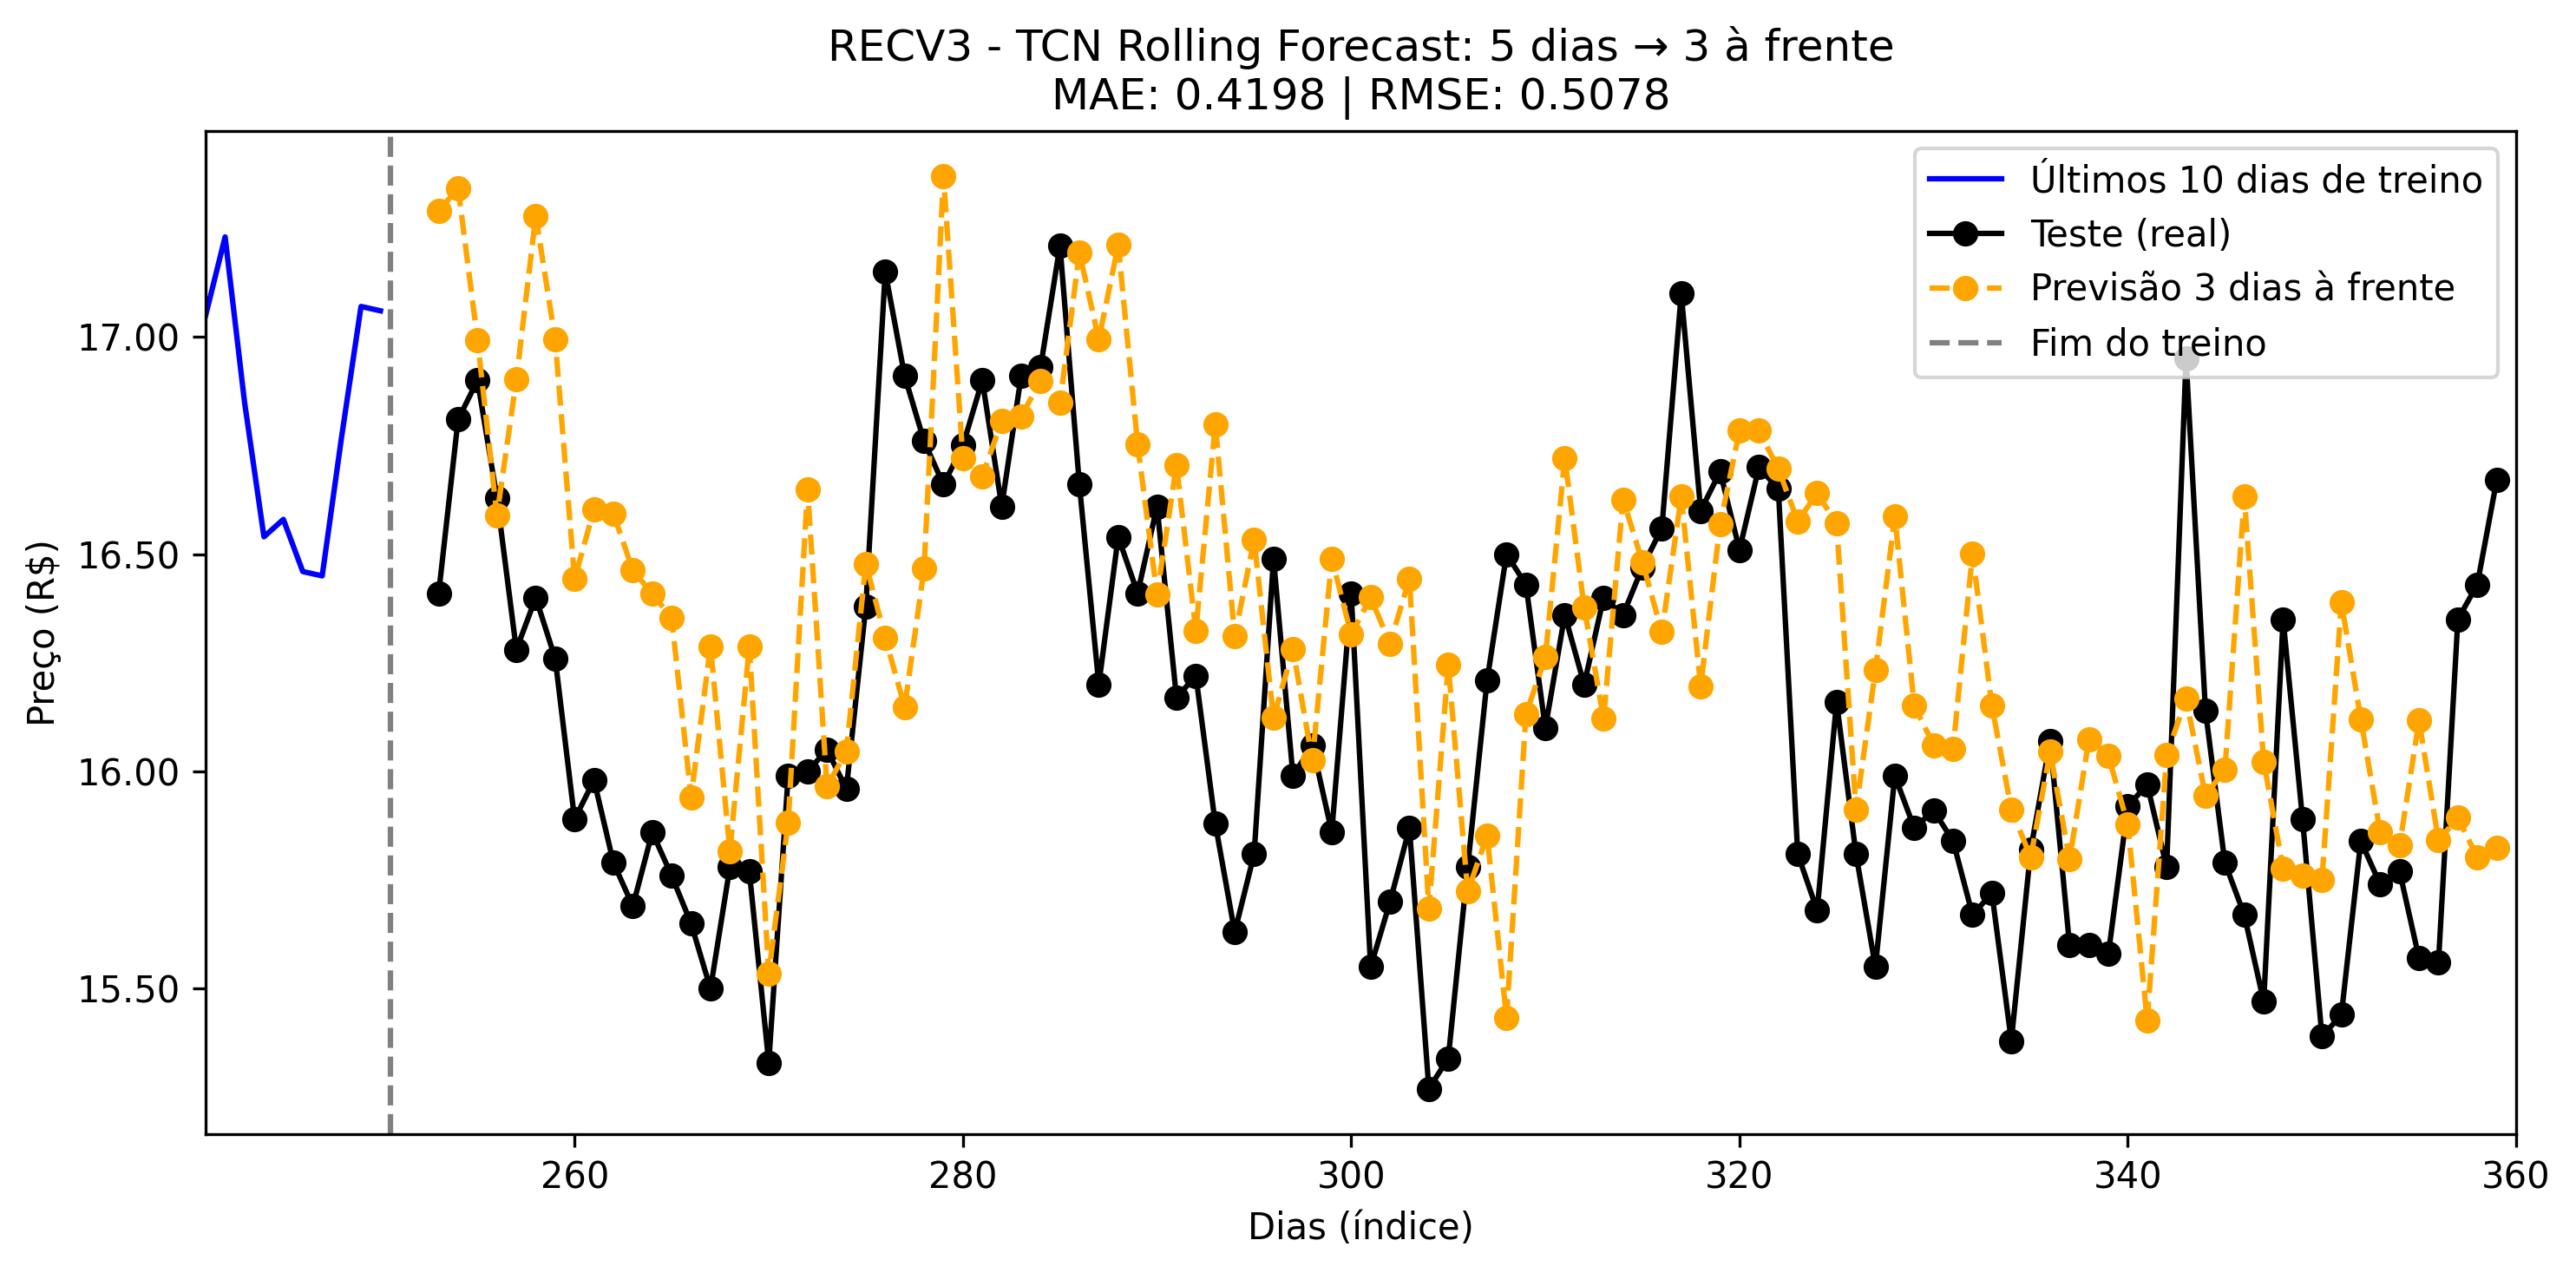 RECV3 - TCN Rolling Forecast: 5 dias → 3 à frente
MAE: 0.4198 | RMSE: 0.5078
Últimos 10 dias de treino
Teste (real)
Previsão 3 dias à frente
Fim do treino
Preço (R$)
17.00
16.50
16.00
15.50
260
280
300
320
340
360
Dias (índice)